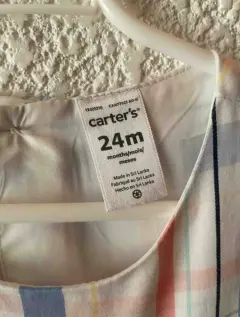 carter's®
24m
months/mois/
meses
Made in Sri Lanka
Fabriqué au Sri Lanka
Hecho en Sri Lanka